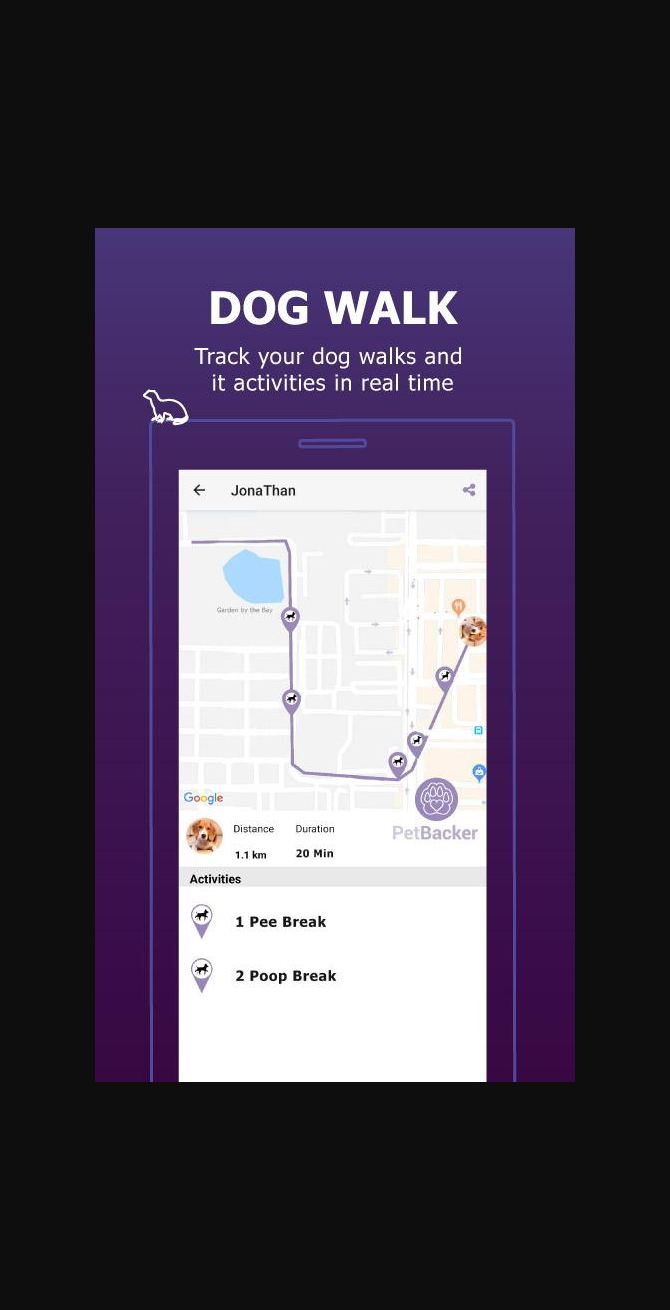 DOG WALK
Track your dog walks and
it activities in real time
JonaThan
Garden by the Bay
Google
PetBacker
Distance Duration
1.1 km 20 Min
Activities
1 Pee Break
2 Poop Break